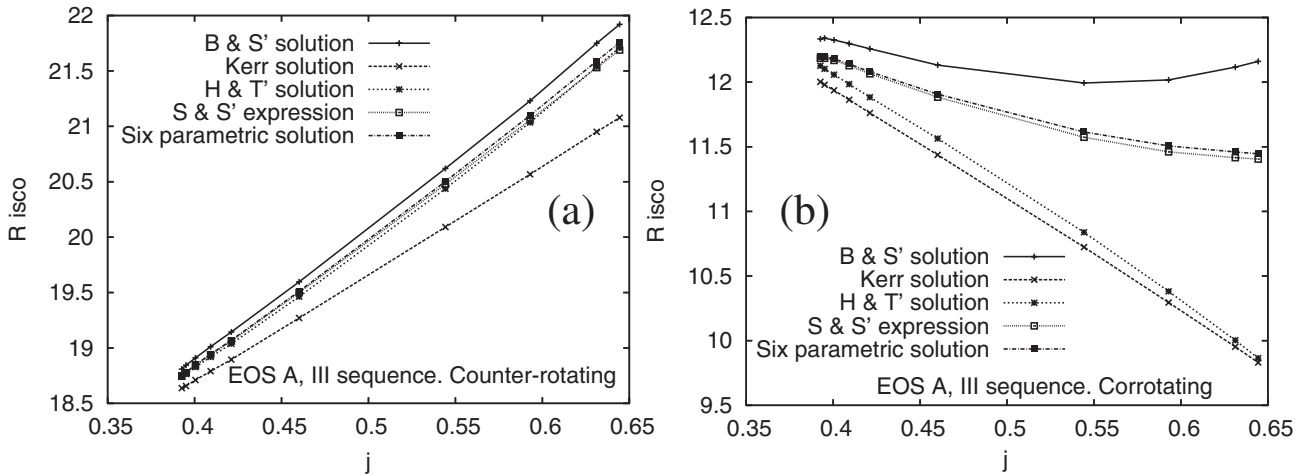 22
21.5
21
20.5
20
19.5
19
18.5
R isco
B & S' solution
Kerr solution
H & T' solution
S & S' expression
Six parametric solution
(a)
EOS A, III sequence. Counter-rotating
0.35 0.4 0.45 0.5 0.55 0.6 0.65
j
12.5
12
11.5
11
10.5
10
9.5
R isco
(b)
B & S' solution
Kerr solution
H & T' solution
S & S' expression
Six parametric solution
EOS A, III sequence. Corrotating
0.35 0.4 0.45 0.5 0.55 0.6 0.65
j